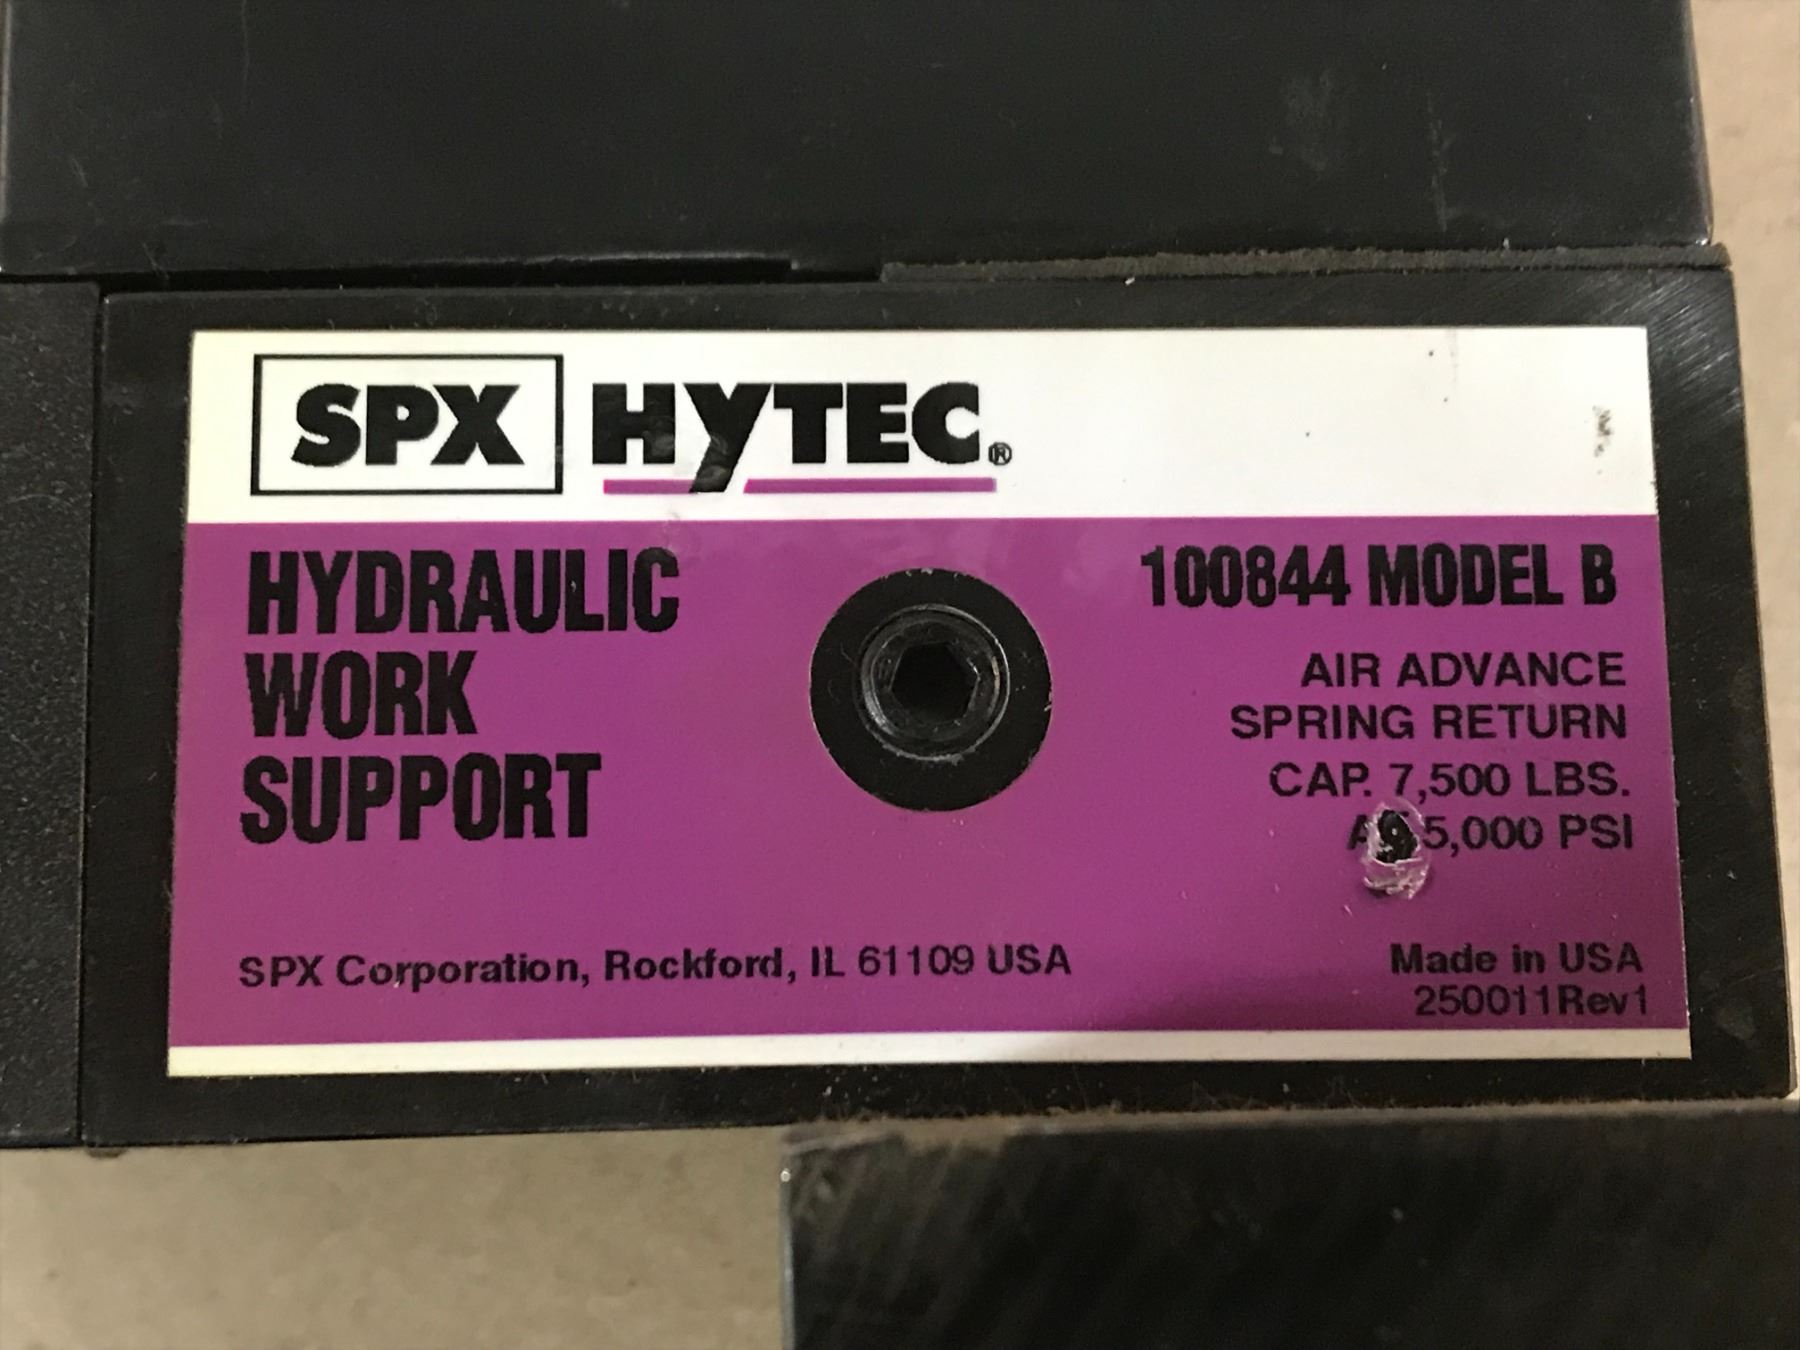 SPX HYTEC®
HYDRAULIC
WORK
SUPPORT
100844 MODEL B
AIR ADVANCE
SPRING RETURN
CAP. 7,500 LBS.
5,000 PSI
SPX Corporation, Rockford, IL 61109 USA
Made in USA
250011Rev1